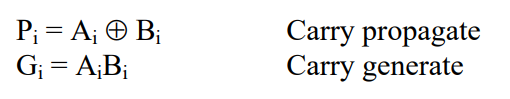 Pᵢ = Aᵢ ⊕ Bᵢ Carry propagate
Gᵢ = AᵢBᵢ Carry generate